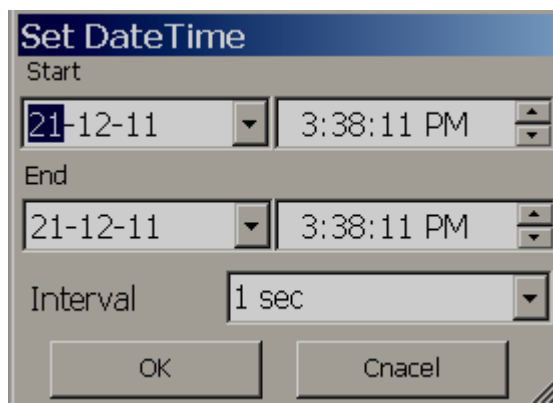 Set DateTime
Start
21-12-11 3:38:11 PM
End
21-12-11 3:38:11 PM
Interval 1 sec
OK Cnacel